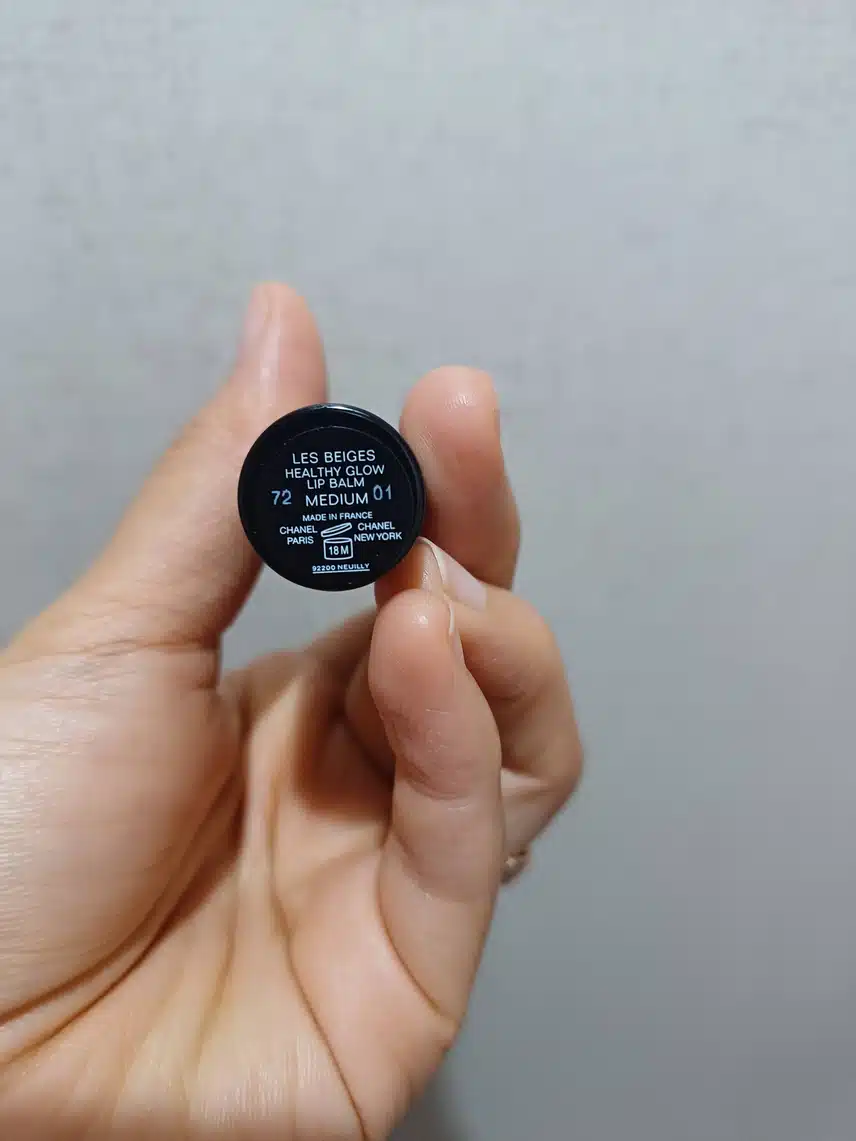 LES BEIGES
HEALTHY GLOW
LIP BALM
72 MEDIUM 01
MADE IN FRANCE
CHANEL CHANEL
PARIS NEW YORK
18 M
92200 NEUILLY